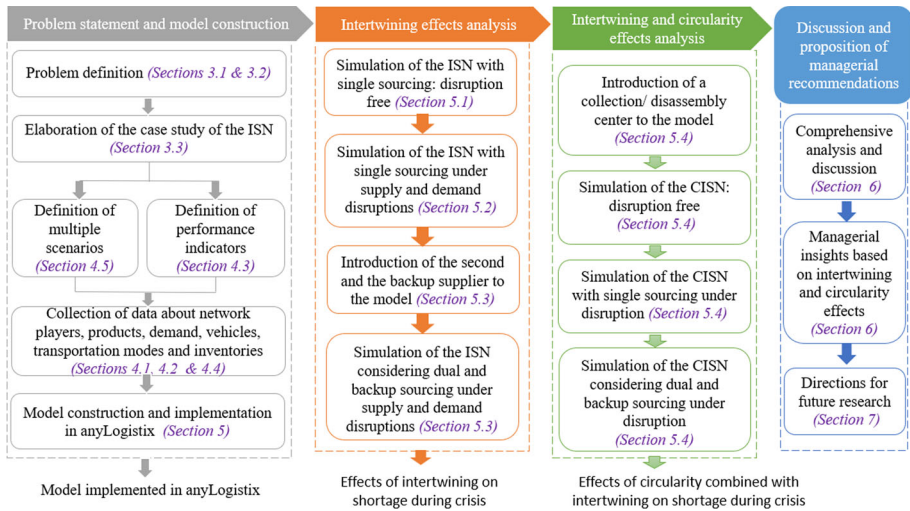 Problem statement and model construction
Problem definition (Sections 3.1 & 3.2)
Elaboration of the case study of the ISN
(Section 3.3)
Definition of
multiple
scenarios
(Section 4.5)
Definition of
performance
indicators
(Section 4.3)
Collection of data about network
players, products, demand, vehicles,
transportation modes and inventories
(Sections 4.1, 4.2 & 4.4)
Model construction and implementation
in anyLogistix (Section 5)
Model implemented in anyLogistix
Intertwining effects analysis
Simulation of the ISN with
single sourcing: disruption
free (Section 5.1)
Simulation of the ISN with
single sourcing under
supply and demand
disruptions (Section 5.2)
Introduction of the second
and the backup supplier to
the model (Section 5.3)
Simulation of the ISN
considering dual and
backup sourcing under
supply and demand
disruptions (Section 5.3)
Effects of intertwining on
shortage during crisis
Intertwining and circularity
effects analysis
Introduction of a
collection/ disassembly
center to the model
(Section 5.4)
Simulation of the CISN:
disruption free
(Section 5.4)
Simulation of the CISN
with single sourcing under
disruption (Section 5.4)
Simulation of the CISN
considering dual and
backup sourcing under
disruption
(Section 5.4)
Effects of circularity combined with
intertwining on shortage during crisis
Discussion and
proposition of
managerial
recommendations
Comprehensive
analysis and
discussion
(Section 6)
Managerial
insights based
on intertwining
and circularity
effects
(Section 6)
Directions for
future research
(Section 7)